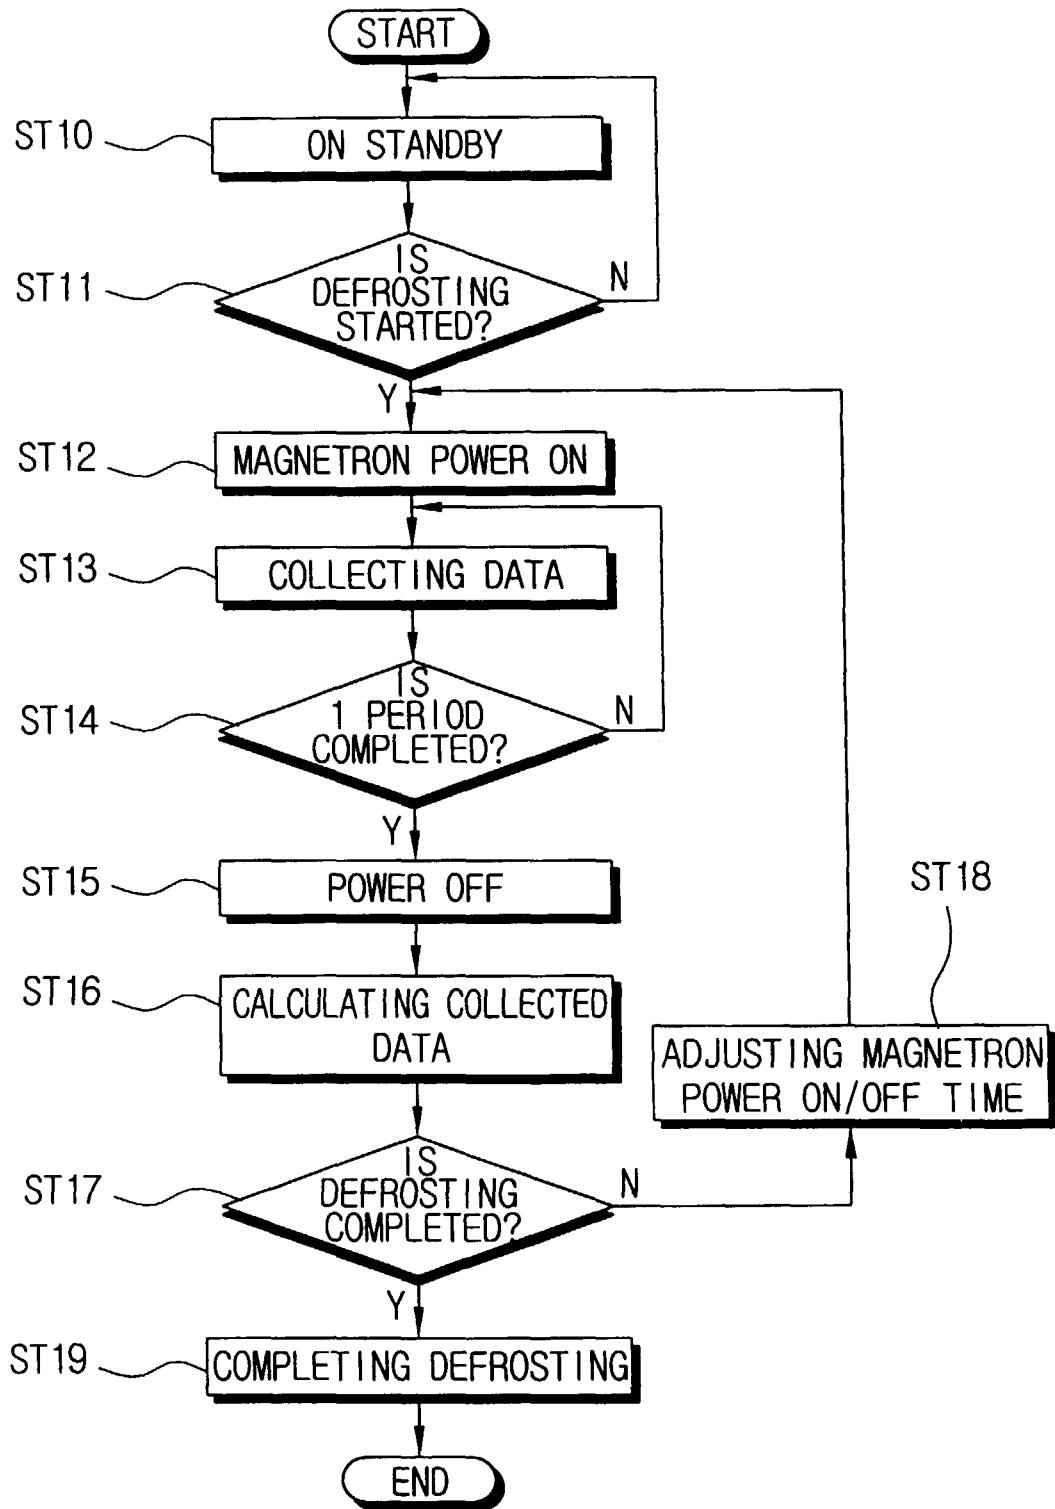 START
ST10
ON STANDBY
ST11
IS
DEFROSTING
STARTED?
N
Y
ST12
MAGNETRON POWER ON
ST13
COLLECTING DATA
ST14
IS
1 PERIOD
COMPLETED?
N
Y
ST15
POWER OFF
ST18
ST16
CALCULATING COLLECTED
DATA
ADJUSTING MAGNETRON
POWER ON/OFF TIME
ST17
IS
DEFROSTING
COMPLETED?
N
Y
ST19
COMPLETING DEFROSTING
END